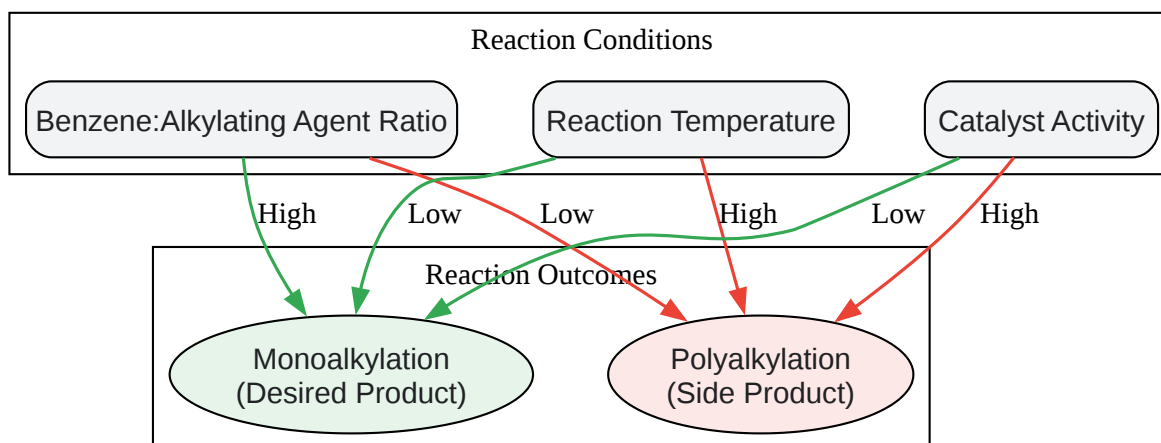 Reaction Conditions
Benzene:Alkylating Agent Ratio
Reaction Temperature
Catalyst Activity
High
Low
Low
High
Low
High
Reaction Outcomes
Monoalkylation
(Desired Product)
Polyalkylation
(Side Product)